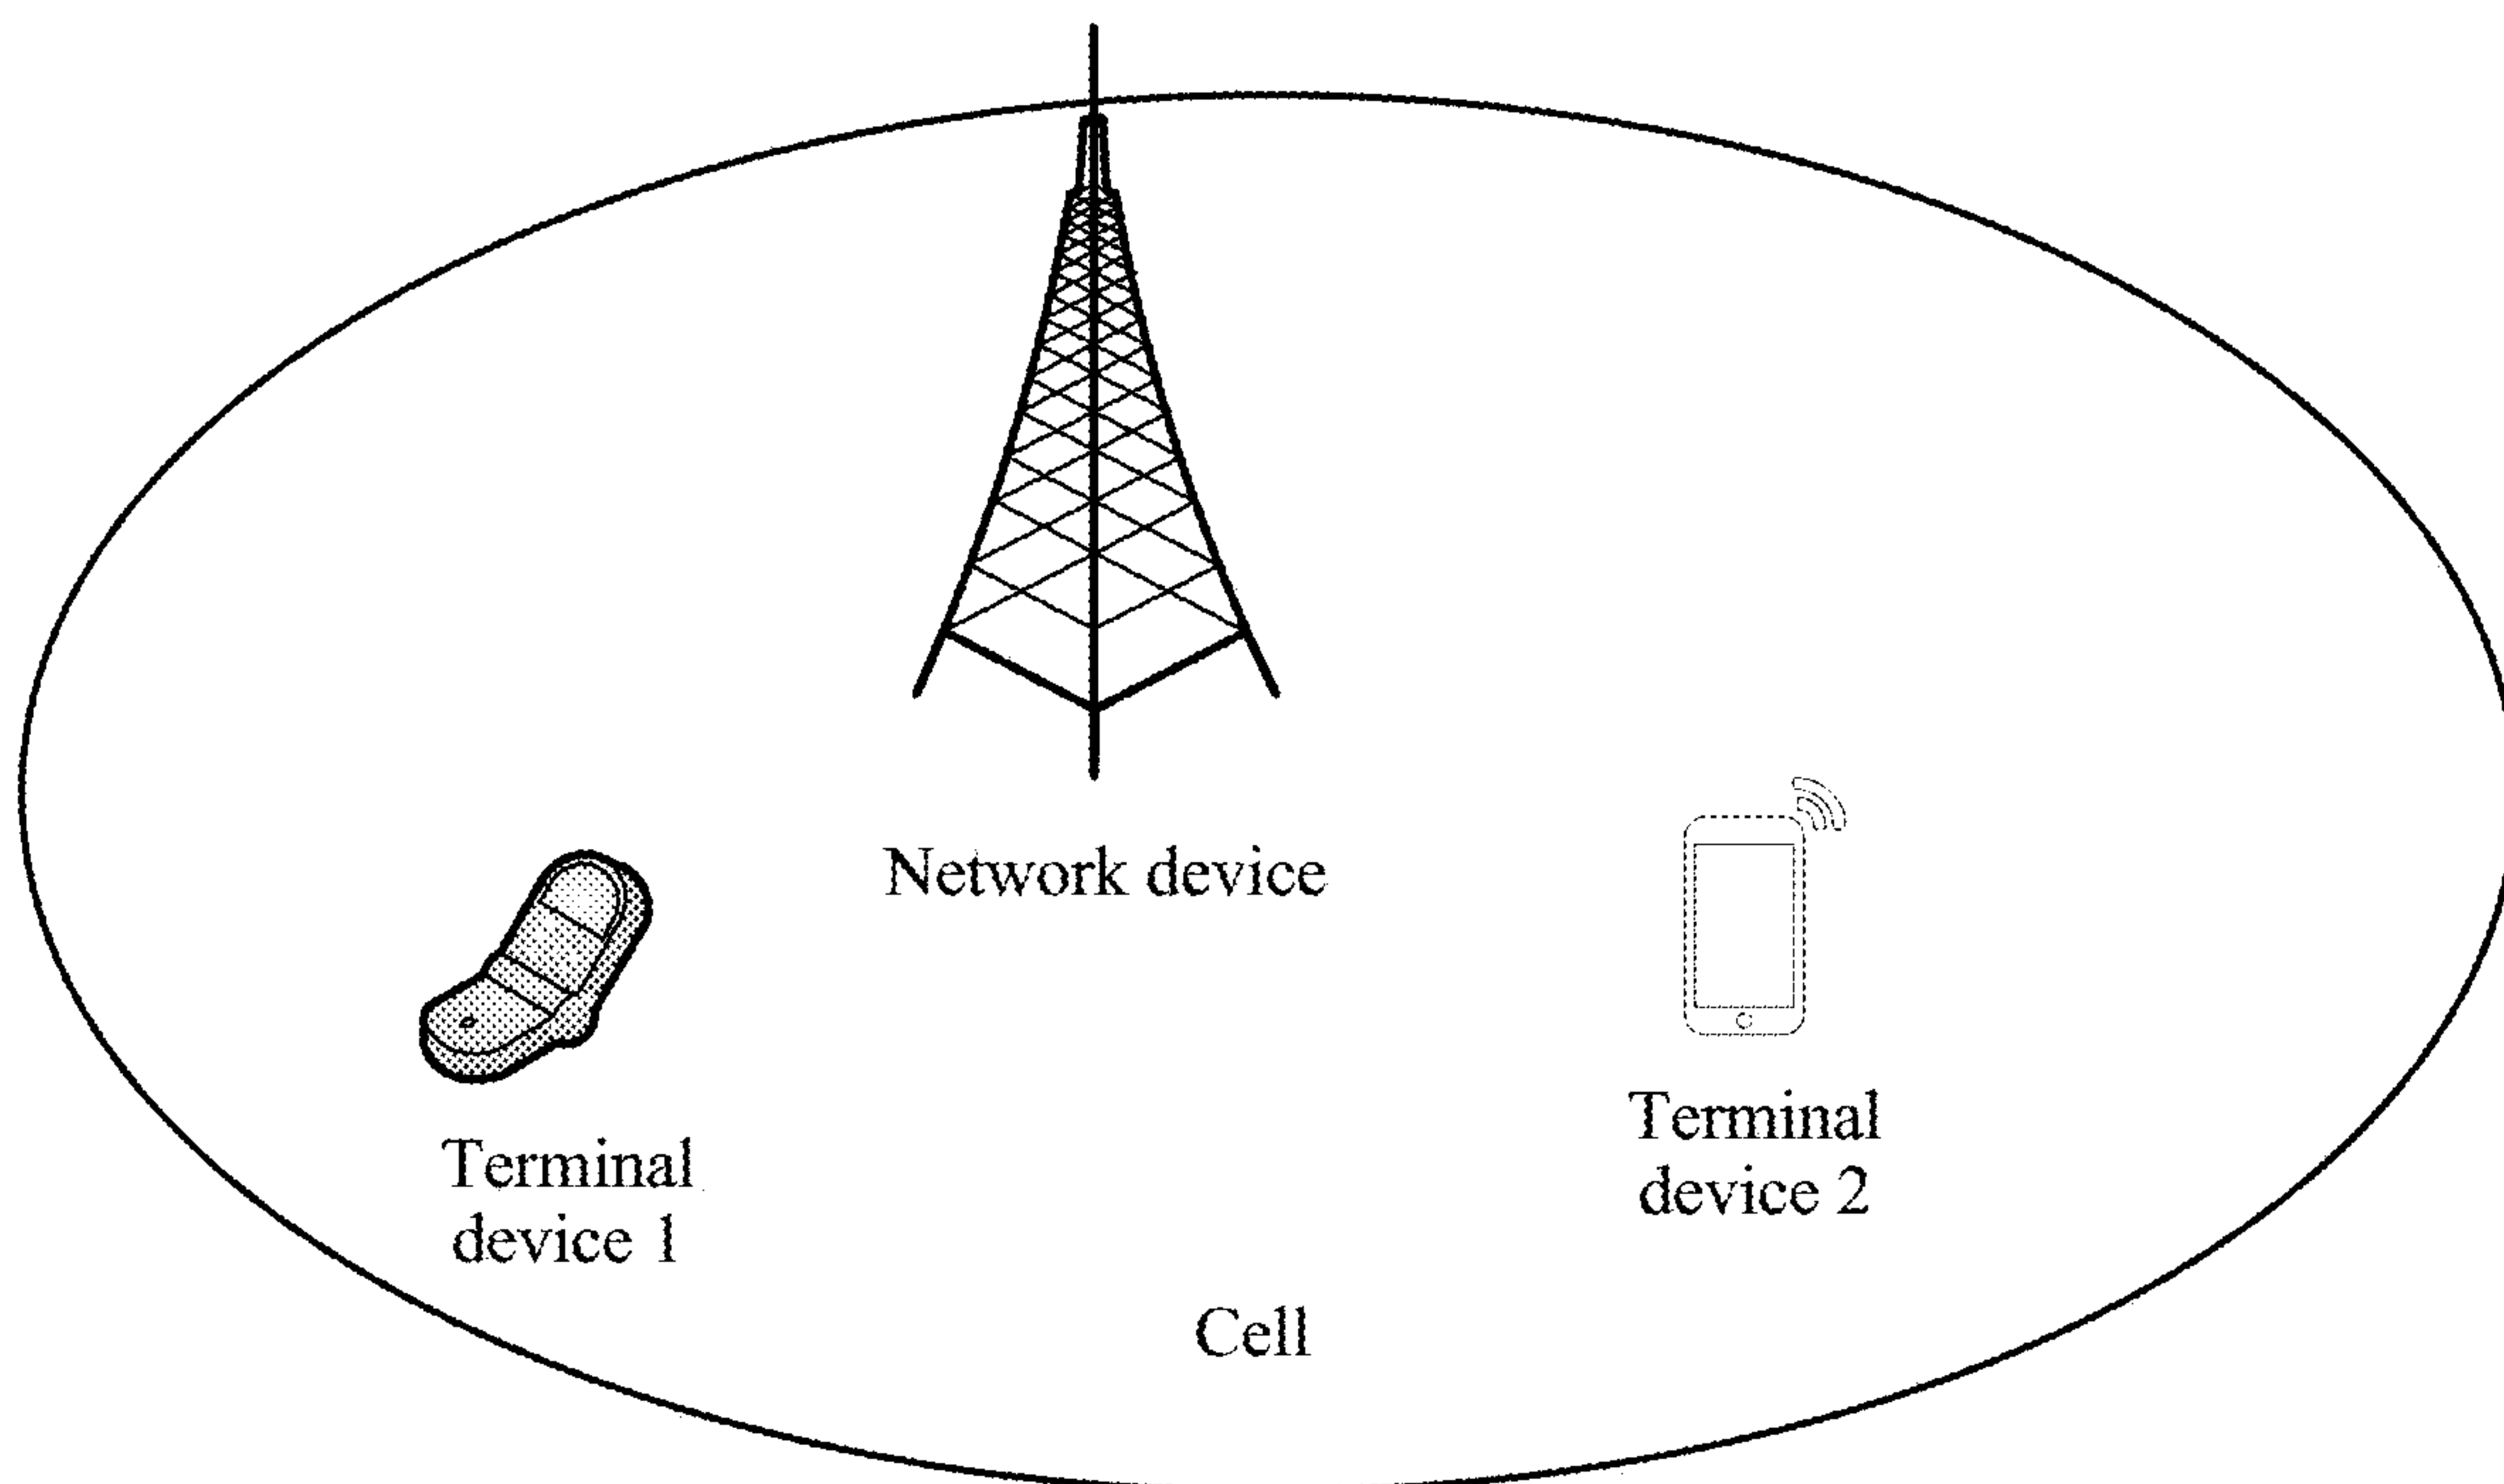 Network device
Terminal
device 1
Terminal
device 2
Cell